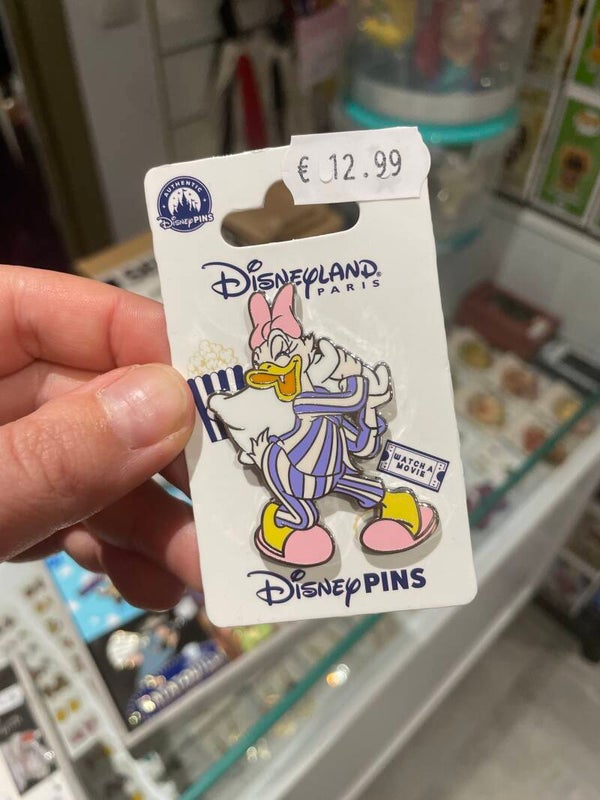 € 12.99
AUTHENTIC
DISNEY PINS
DISNEYLAND®
PARIS
WATCH A
MOVIE
DISNEY PINS